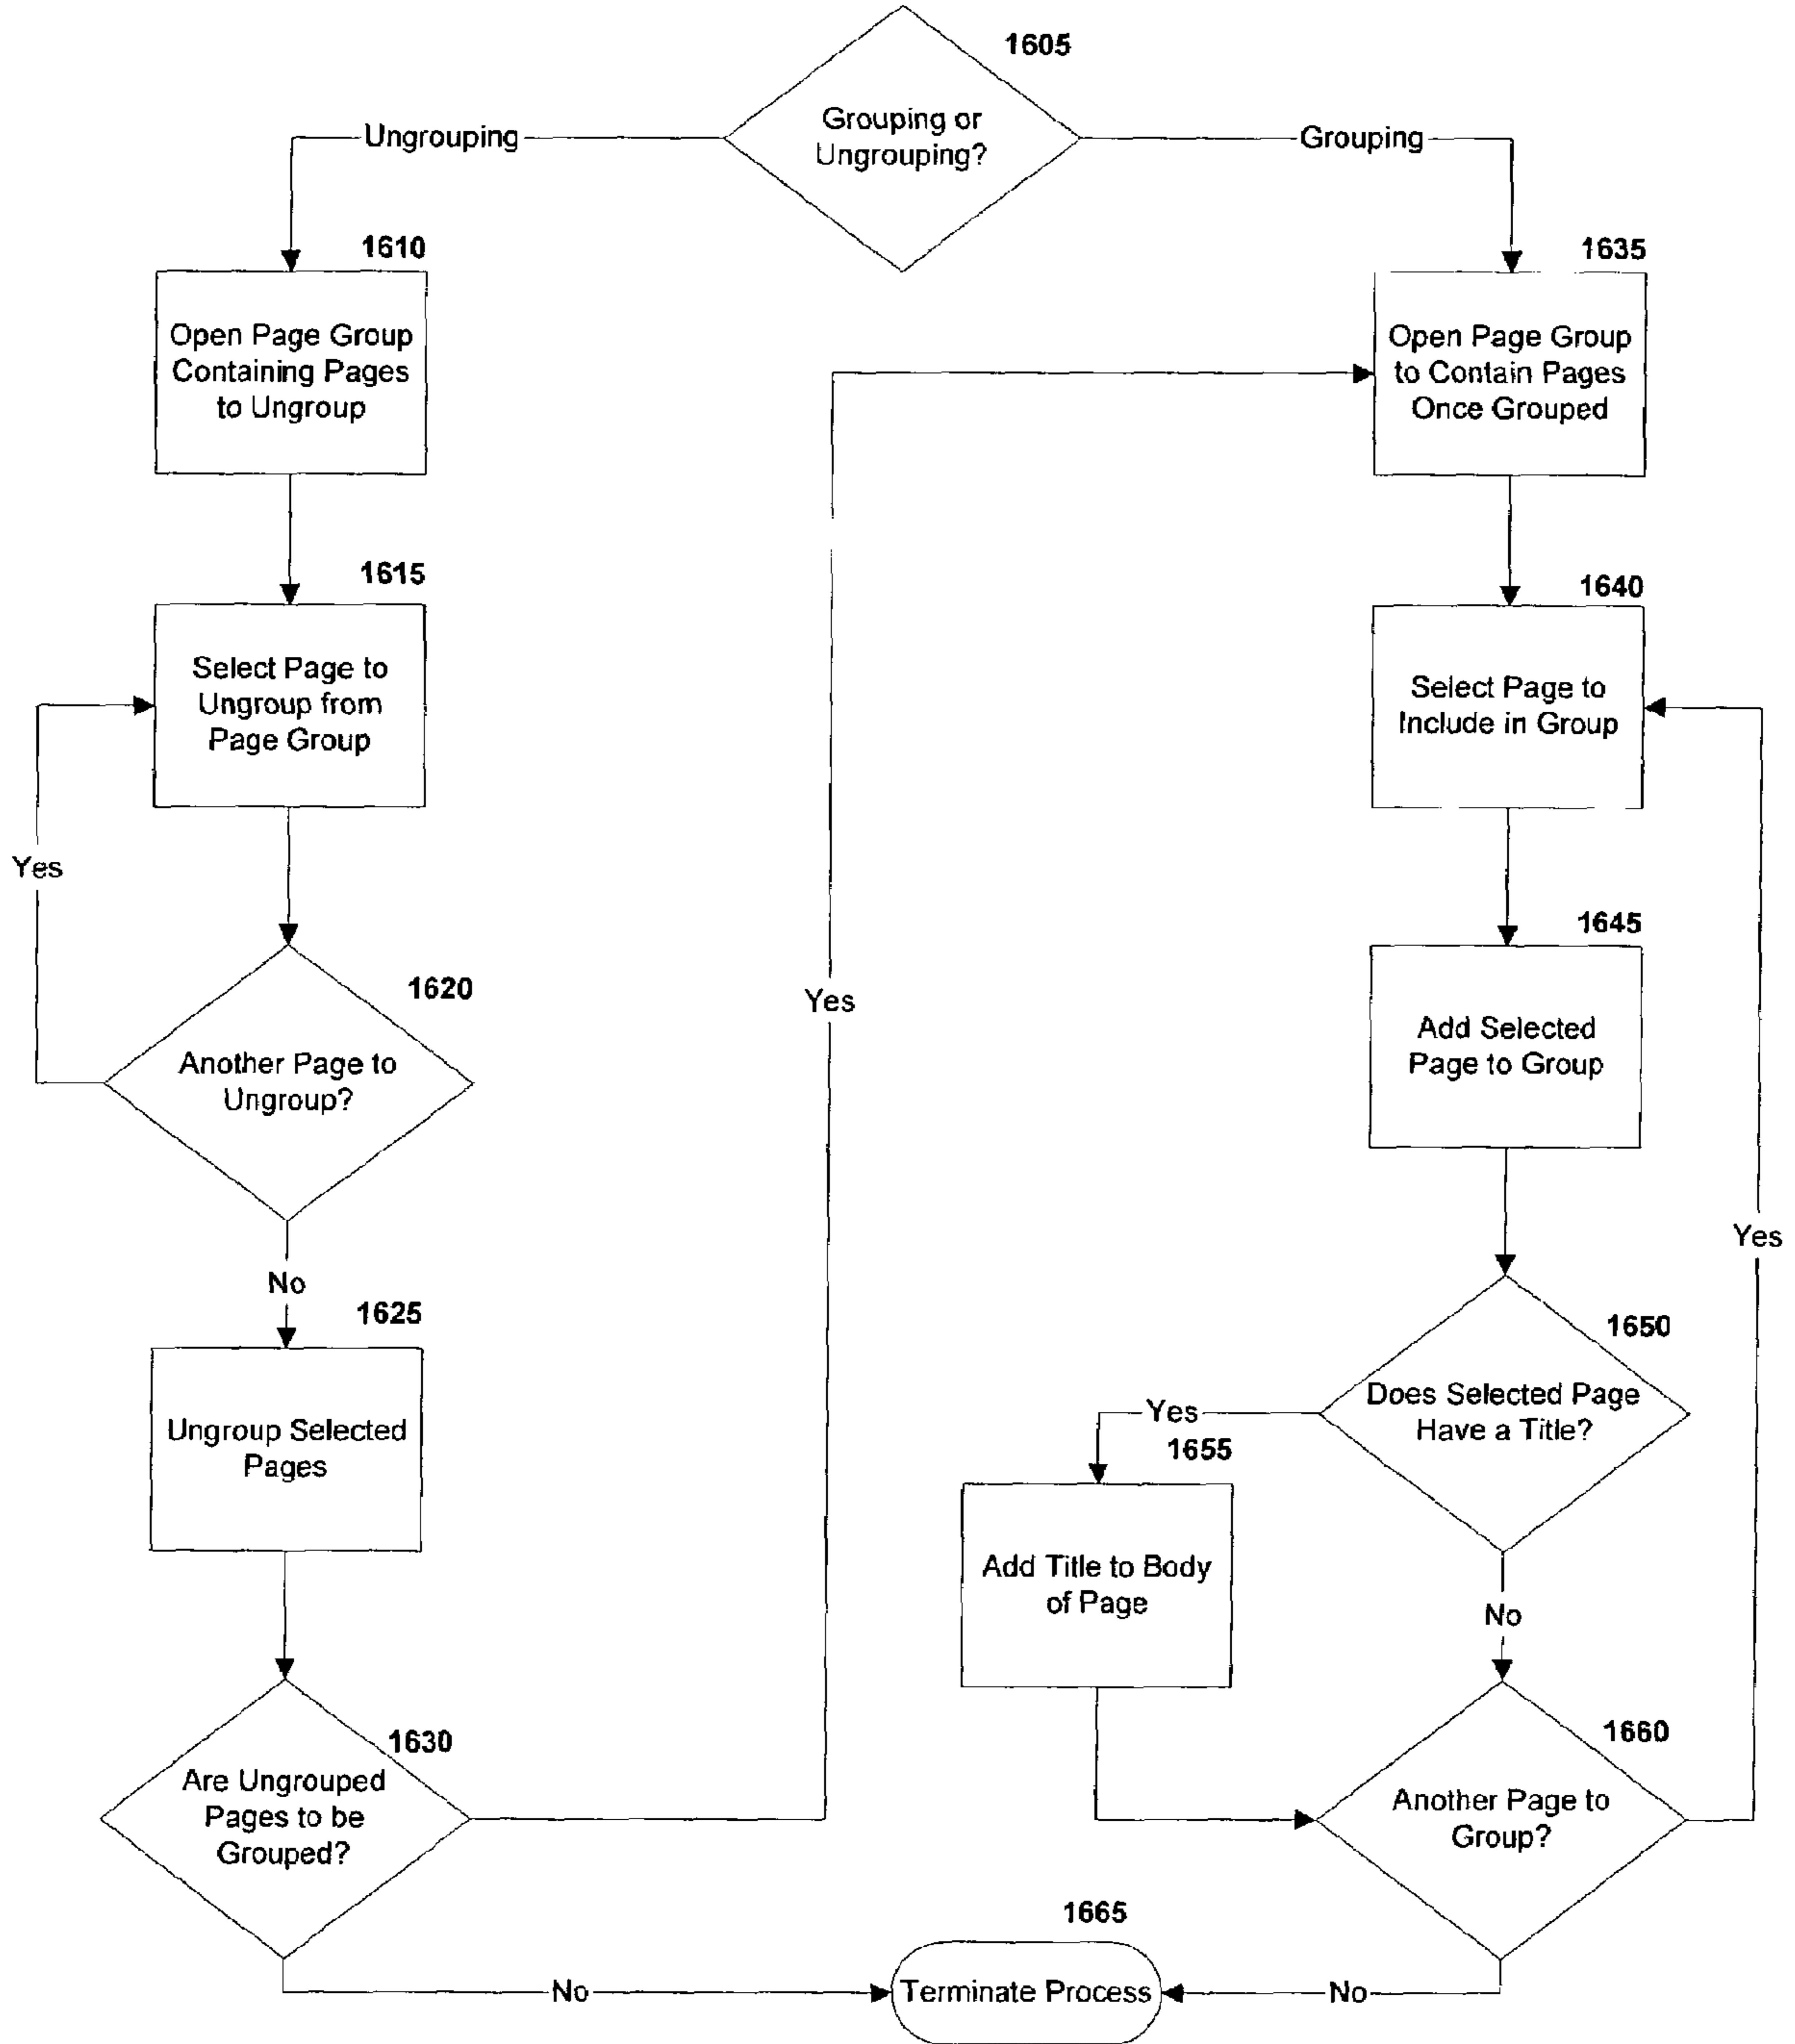 1605
Grouping or
Ungrouping?
Ungrouping
Grouping
1610
Open Page Group
Containing Pages
to Ungroup
1615
Select Page to
Ungroup from
Page Group
Yes
1620
Another Page to
Ungroup?
No
1625
Ungroup Selected
Pages
1630
Are Ungrouped
Pages to be
Grouped?
Yes
No
1635
Open Page Group
to Contain Pages
Once Grouped
1640
Select Page to
Include in Group
1645
Add Selected
Page to Group
1650
Does Selected Page
Have a Title?
Yes
1655
Add Title to Body
of Page
No
1660
Another Page to
Group?
Yes
No
1665
Terminate Process